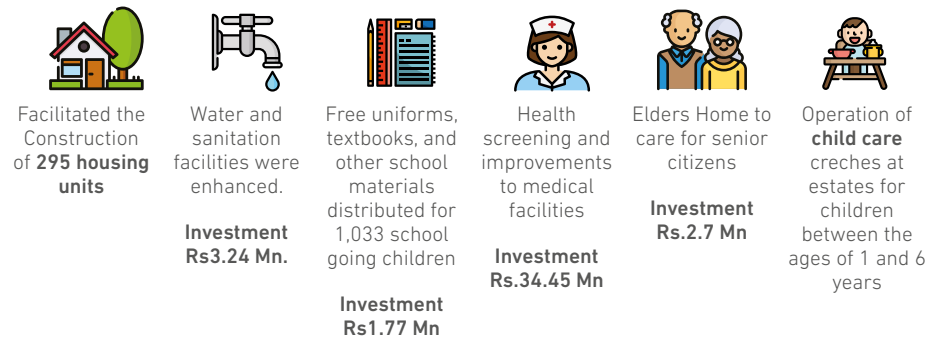 Facilitated the
Construction
of 295 housing
units
Water and
sanitation
facilities were
enhanced.
Investment
Rs3.24 Mn.
Free uniforms,
textbooks, and
other school
materials
distributed for
1,033 school
going children
Investment
Rs1.77 Mn
Health
screening and
improvements
to medical
facilities
Investment
Rs.34.45 Mn
Elders Home to
care for senior
citizens
Investment
Rs.2.7 Mn
Operation of
child care
creches at
estates for
children
between the
ages of 1 and 6
years